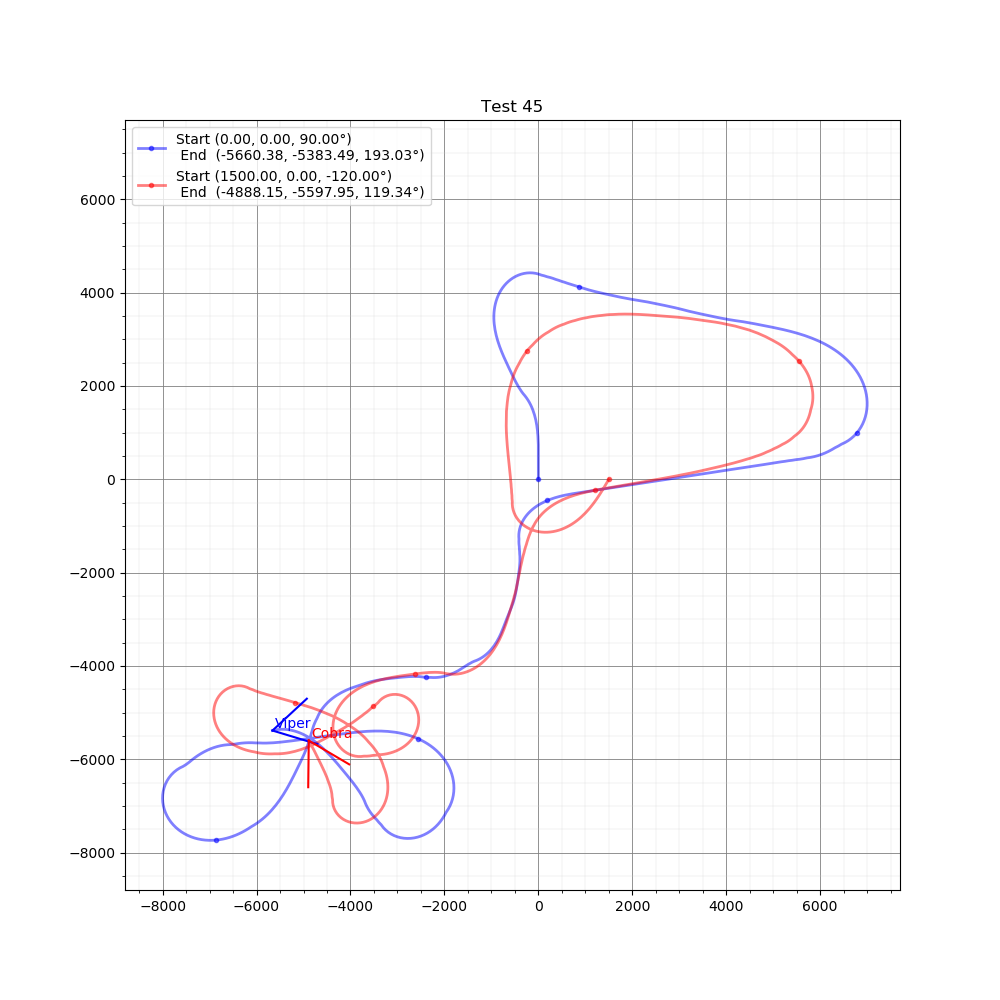 Test 45
Start (0.00, 0.00, 90.00°)
End  (-5660.38, -5383.49, 193.03°)
Start (1500.00, 0.00, -120.00°)
End  (-4888.15, -5597.95, 119.34°)
6000
4000
2000
0
−2000
−4000
−6000
−8000
Viper
Cobra
−8000 −6000 −4000 −2000 0 2000 4000 6000